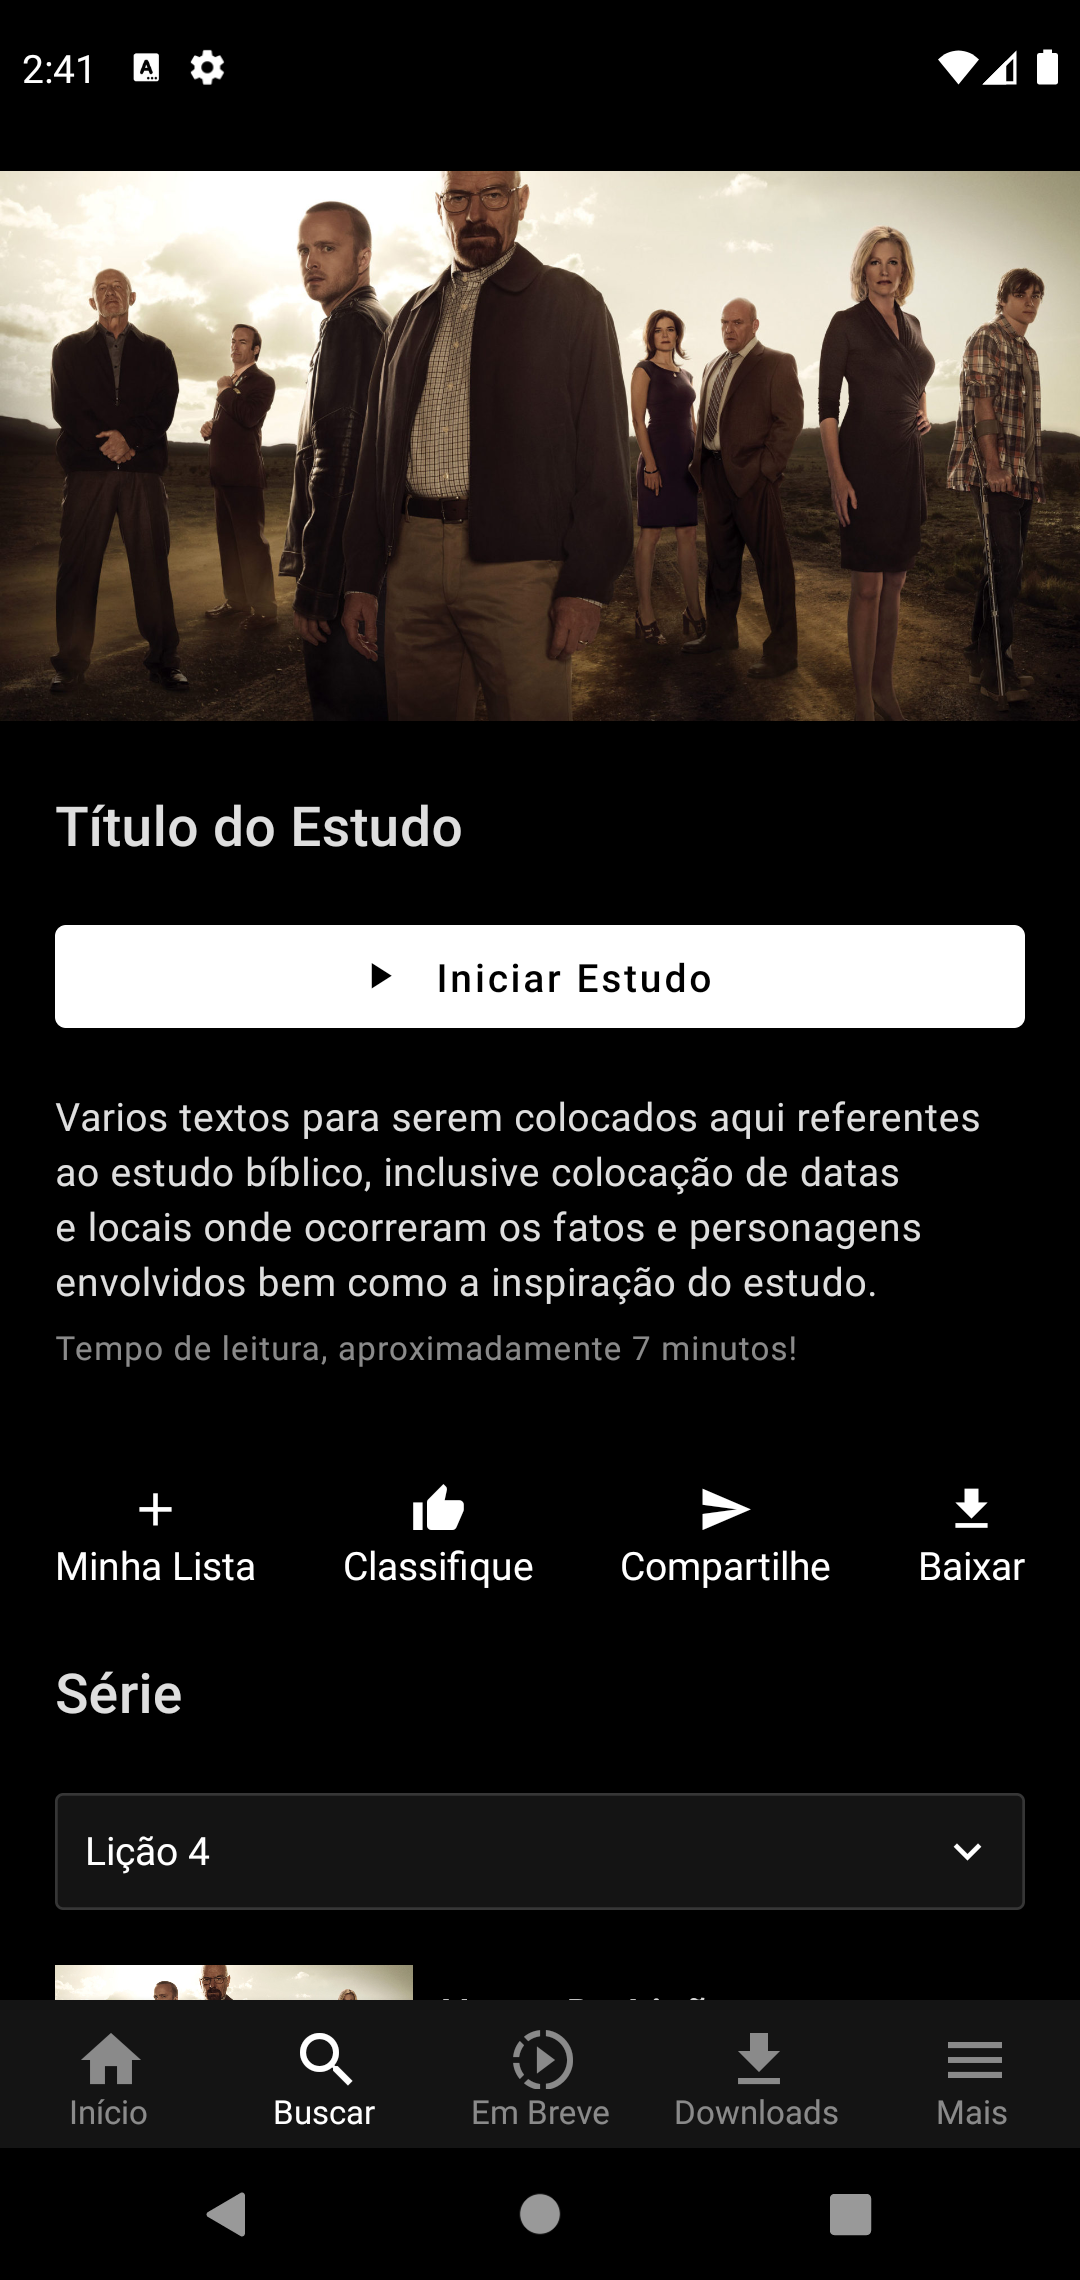 2:41
Título do Estudo
Iniciar Estudo
Varios textos para serem colocados aqui referentes
ao estudo bíblico, inclusive colocação de datas
e locais onde ocorreram os fatos e personagens
envolvidos bem como a inspiração do estudo.
Tempo de leitura, aproximadamente 7 minutos!
Minha Lista Classifique Compartilhe Baixar
Série
Lição 4
Início Buscar Em Breve Downloads Mais